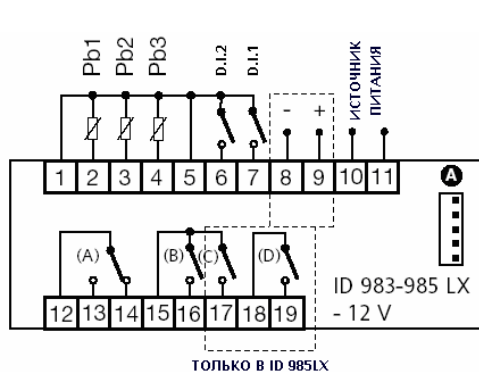 Pb1 Pb2 Pb3 D.I.2 D.I.1 - + ИСТОЧНИК ПИТАНИЯ
1 2 3 4 5 6 7 8 9 10 11 A
(A) (B) (C) (D)
12 13 14 15 16 17 18 19
ID 983-985 LX
- 12 V
ТОЛЬКО В ID 985LX